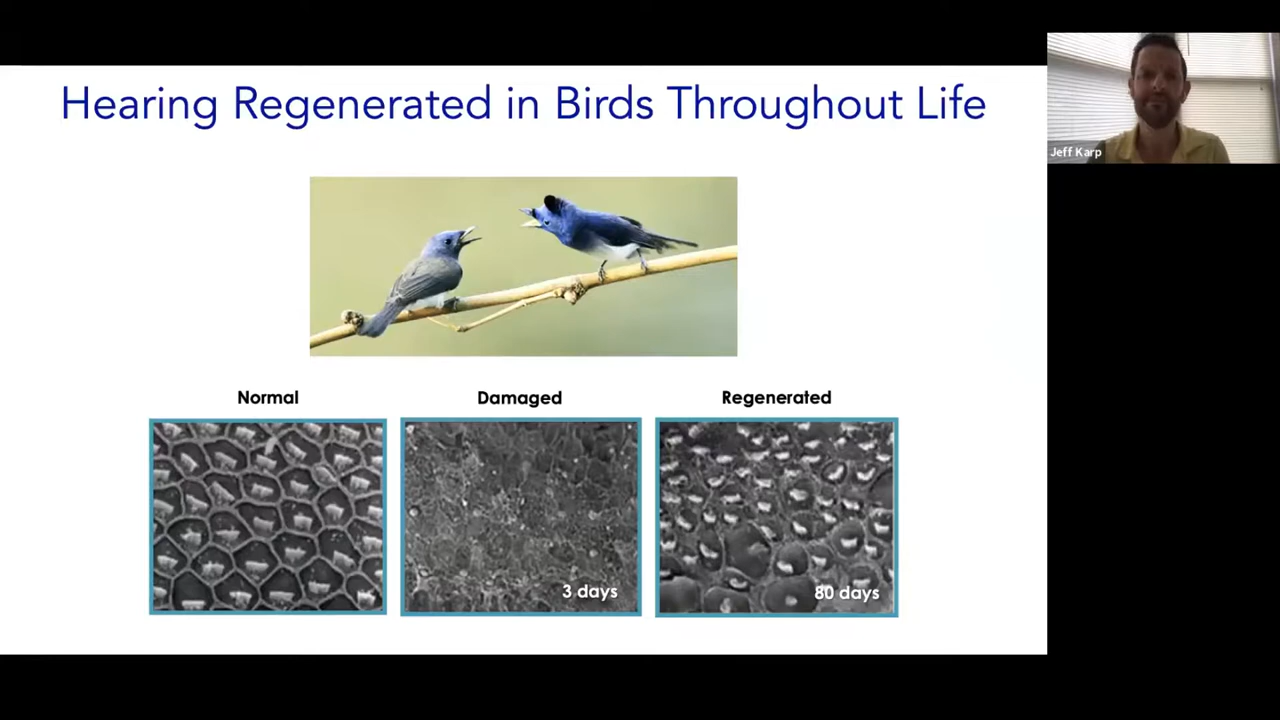 Hearing Regenerated in Birds Throughout Life
Jeff Karp
Normal
Damaged
Regenerated
3 days
80 days